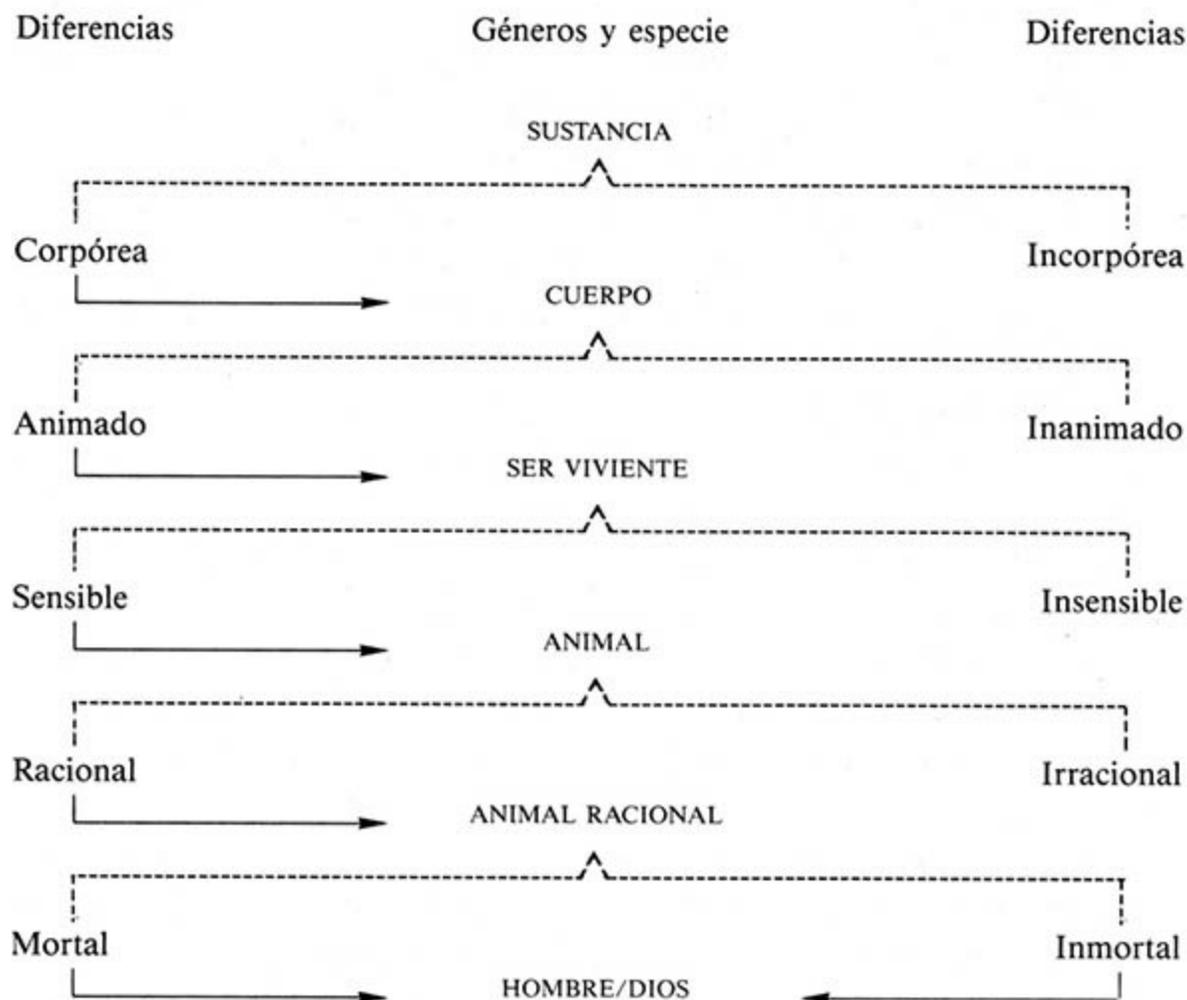 Diferencias Géneros y especie Diferencias
SUSTANCIA
Corpórea Incorpórea
CUERPO
Animado Inanimado
SER VIVIENTE
Sensible Insensible
ANIMAL
Racional Irracional
ANIMAL RACIONAL
Mortal Inmortal
HOMBRE/DIOS